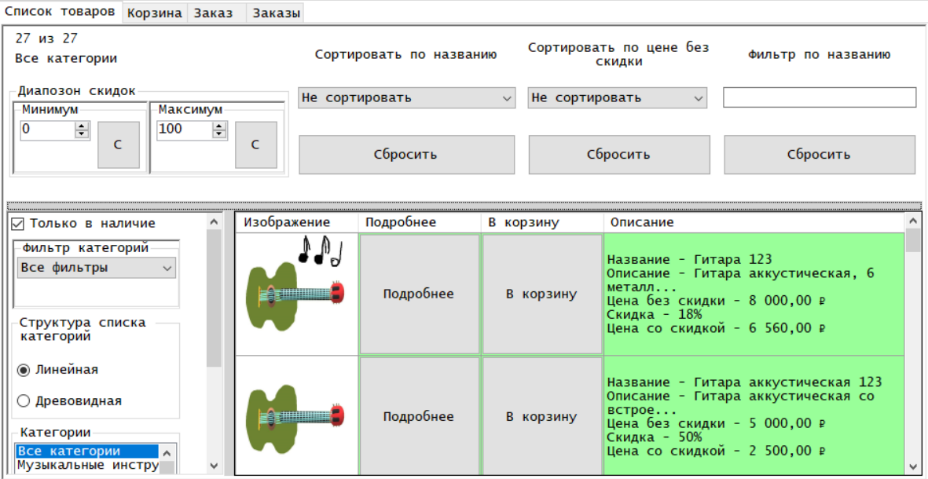 Список товаров Корзина Заказ Заказы
27 из 27
Все категории
Диапозон скидок
Минимум
0
С
Максимум
100
С
Сортировать по названию
Не сортировать
Сбросить
Сортировать по цене без
скидки
Не сортировать
Сбросить
Фильтр по названию
Сбросить
Только в наличие
Фильтр категорий
Все фильтры
Структура списка
категорий
Линейная
Древовидная
Категории
Все категории
Музыкальные инстру
Изображение Подробнее В корзину Описание
Подробнее
В корзину
Название - Гитара 123
Описание - Гитара аккустическая, 6
металл...
Цена без скидки - 8 000,00 ₽
Скидка - 18%
Цена со скидкой - 6 560,00 ₽
Подробнее
В корзину
Название - Гитара аккустическая 123
Описание - Гитара аккустическая со
встрое...
Цена без скидки - 5 000,00 ₽
Скидка - 50%
Цена со скидкой - 2 500,00 ₽